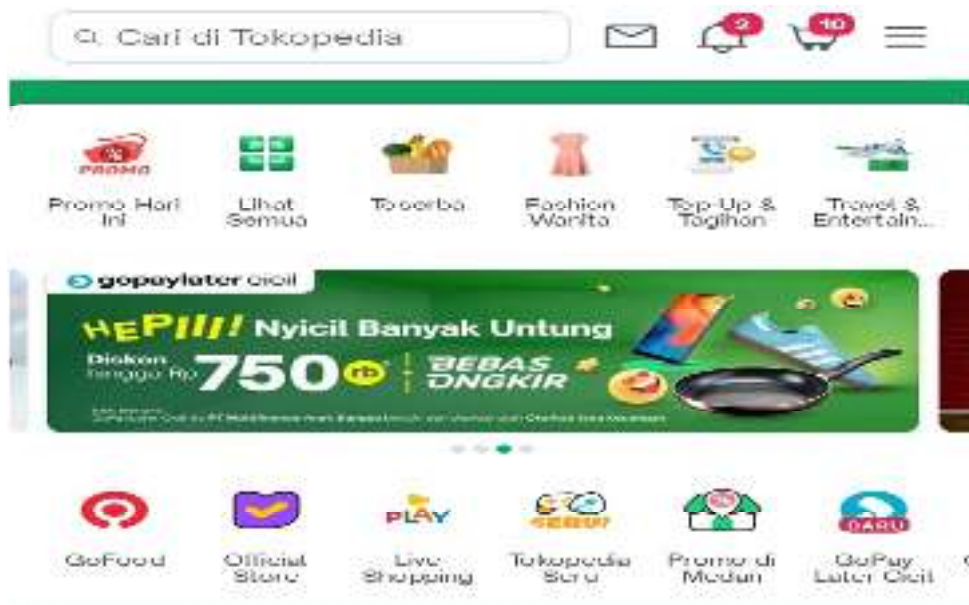 Cari di Tokopedia
2
10
PROMO
Promo Hari
Ini
Lihat
Semua
Toserba
Fashion
Wanita
Top-Up &
Tagihan
Travel &
Entertain...
gopaylater cicil
HEPIII! Nyicil Banyak Untung
Diskon
hingga Rp 750 rb
BEBAS
ONGKIR
PLAY
SERU!
BARU
GoFood
Official
Store
Live
Shopping
Tokopedia
Seru
Promo di
Medan
GoPay
Later Cicil